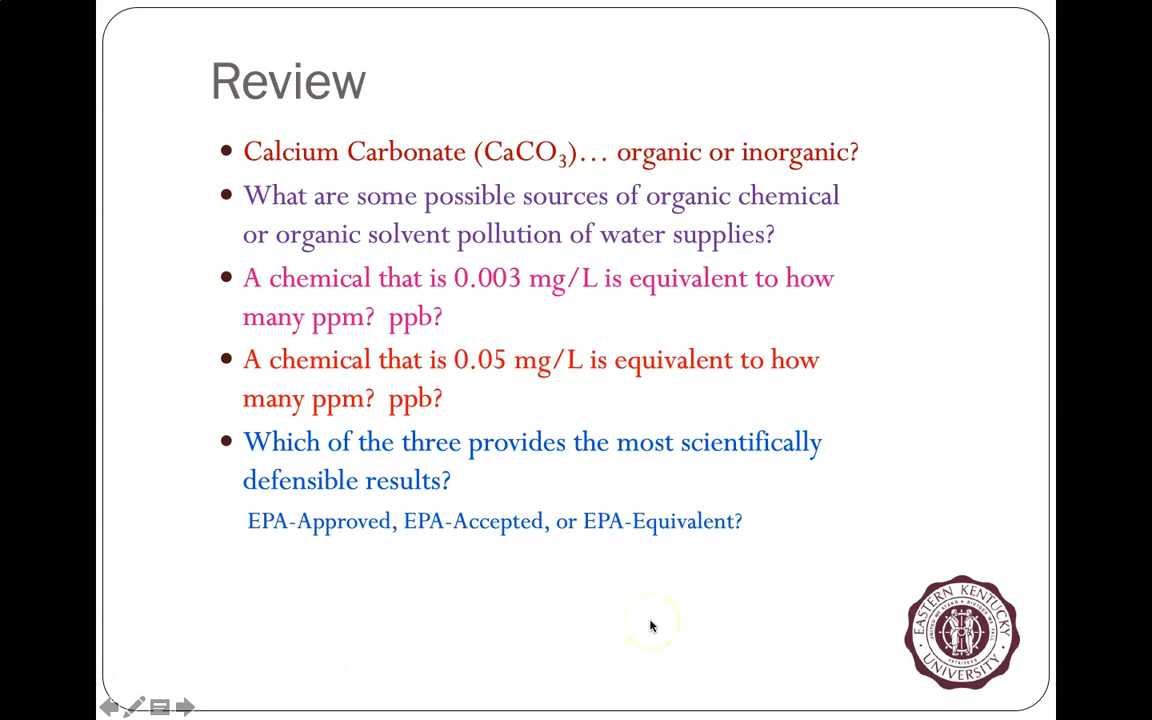 Review
• Calcium Carbonate (CaCO₃)… organic or inorganic?
• What are some possible sources of organic chemical
or organic solvent pollution of water supplies?
• A chemical that is 0.003 mg/L is equivalent to how
many ppm? ppb?
• A chemical that is 0.05 mg/L is equivalent to how
many ppm? ppb?
• Which of the three provides the most scientifically
defensible results?
EPA-Approved, EPA-Accepted, or EPA-Equivalent?
EASTERN KENTUCKY
UNIVERSITY